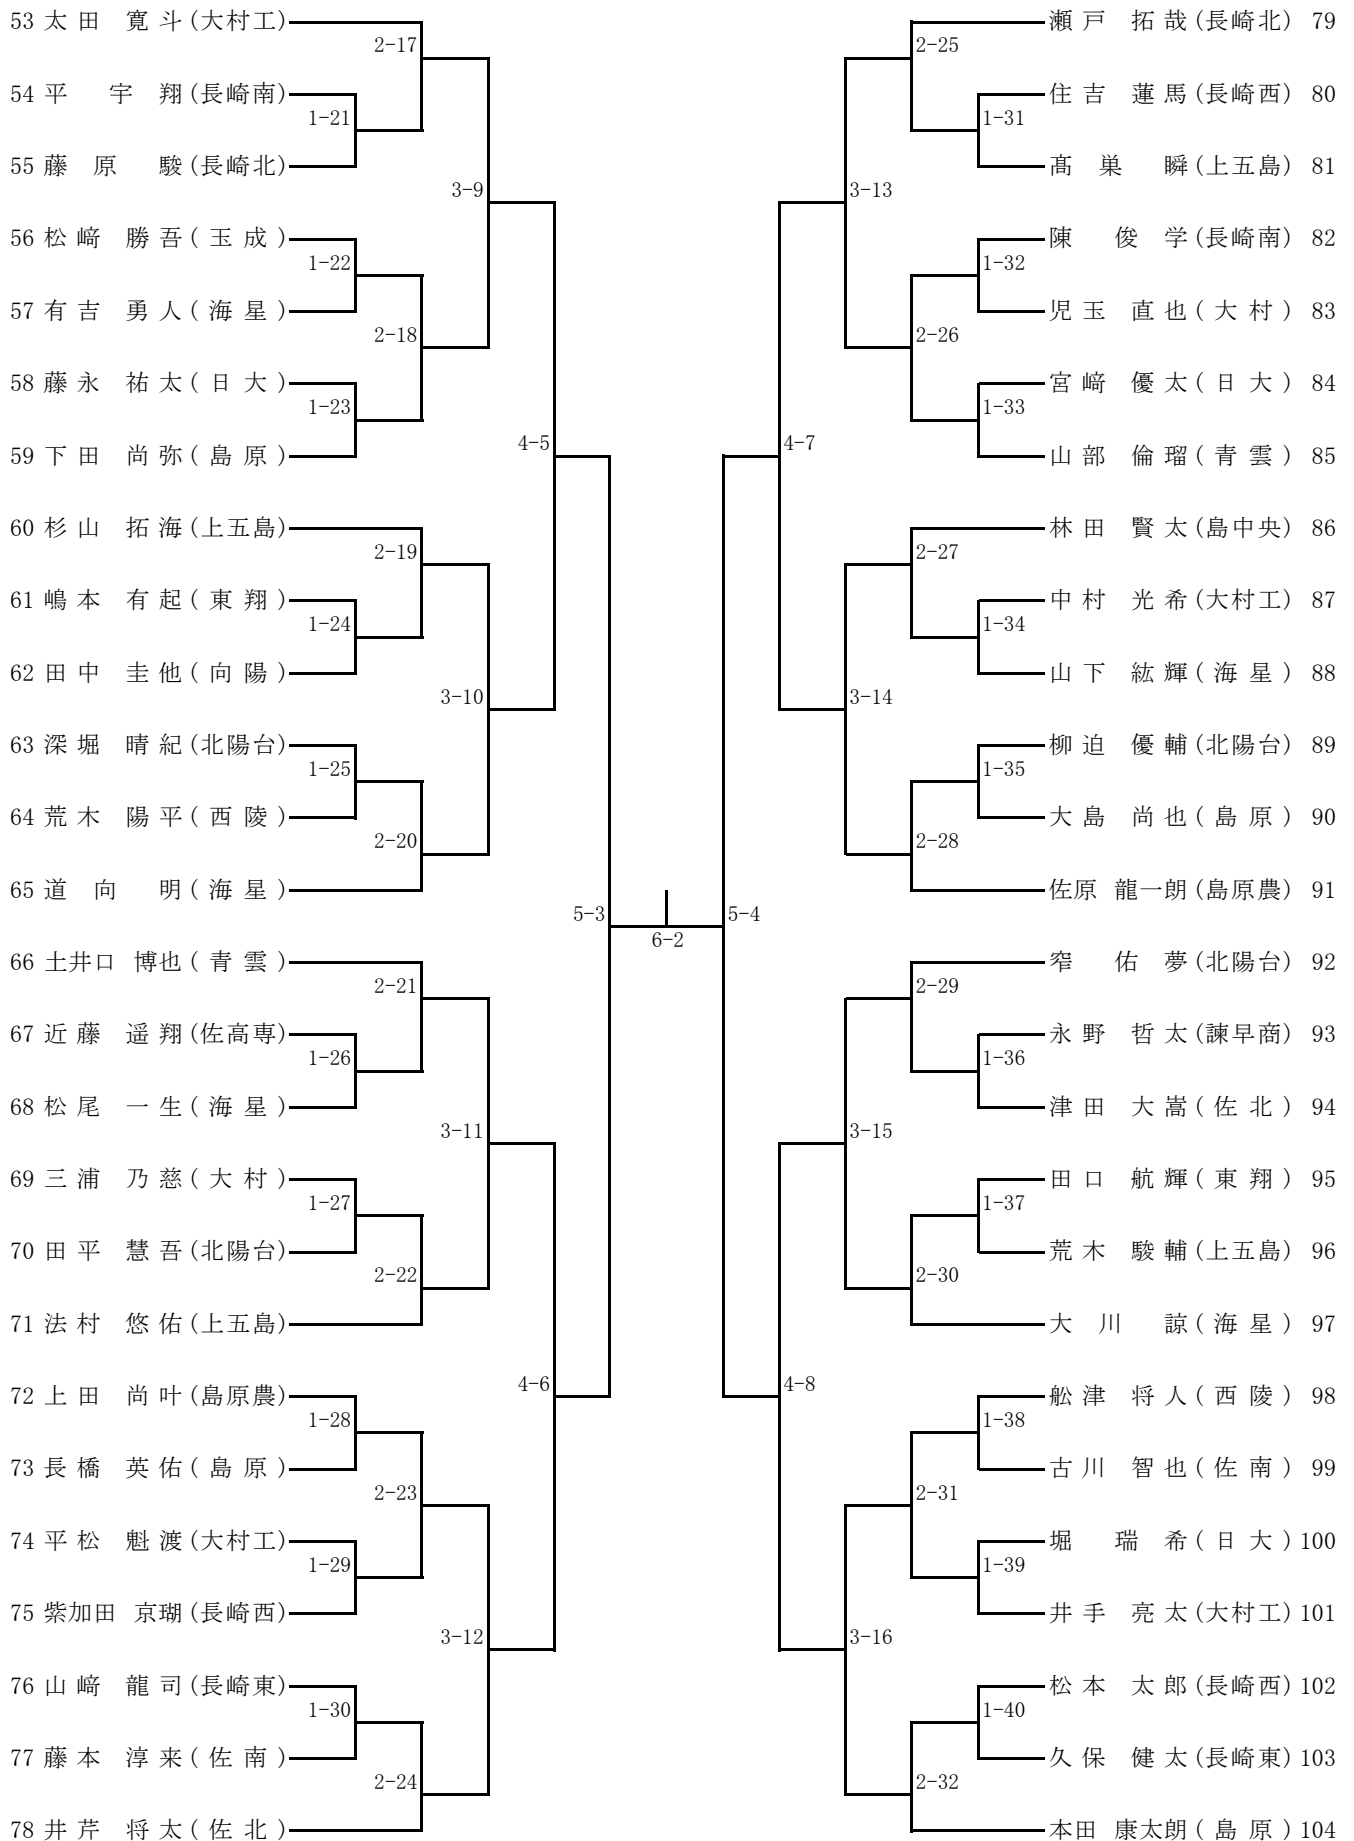 53 太田 寛斗 (大村工)
2-17
54 平 宇翔 (長崎南)
1-21
55 藤原 駿 (長崎北)
3-9
56 松﨑 勝吾 (玉成)
1-22
57 有吉 勇人 (海星)
2-18
58 藤永 祐太 (日大)
1-23
59 下田 尚弥 (島原)
4-5
60 杉山 拓海 (上五島)
2-19
61 嶋本 有起 (東翔)
1-24
62 田中 圭他 (向陽)
3-10
63 深堀 晴紀 (北陽台)
1-25
64 荒木 陽平 (西陵)
2-20
65 道向 明 (海星)
5-3
66 土井口 博也 (青雲)
2-21
67 近藤 遥翔 (佐高専)
1-26
68 松尾 一生 (海星)
3-11
69 三浦 乃慈 (大村)
1-27
70 田平 慧吾 (北陽台)
2-22
71 法村 悠佑 (上五島)
4-6
72 上田 尚叶 (島原農)
1-28
73 長橋 英佑 (島原)
2-23
74 平松 魁渡 (大村工)
1-29
75 紫加田 京瑚 (長崎西)
3-12
76 山﨑 龍司 (長崎東)
1-30
77 藤本 淳来 (佐南)
2-24
78 井芹 将太 (佐北)
6-2
瀬戸 拓哉 (長崎北) 79
2-25
住吉 蓮馬 (長崎西) 80
1-31
髙巣 瞬 (上五島) 81
3-13
陳 俊学 (長崎南) 82
1-32
児玉 直也 (大村) 83
2-26
宮﨑 優太 (日大) 84
1-33
山部 倫瑠 (青雲) 85
4-7
林田 賢太 (島中央) 86
2-27
中村 光希 (大村工) 87
1-34
山下 紘輝 (海星) 88
3-14
柳迫 優輔 (北陽台) 89
1-35
大島 尚也 (島原) 90
2-28
佐原 龍一朗 (島原農) 91
5-4
窄 佑夢 (北陽台) 92
2-29
永野 哲太 (諫早商) 93
1-36
津田 大嵩 (佐北) 94
3-15
田口 航輝 (東翔) 95
1-37
荒木 駿輔 (上五島) 96
2-30
大川 諒 (海星) 97
4-8
舩津 将人 (西陵) 98
1-38
古川 智也 (佐南) 99
2-31
堀 瑞希 (日大) 100
1-39
井手 亮太 (大村工) 101
3-16
松本 太郎 (長崎西) 102
1-40
久保 健太 (長崎東) 103
2-32
本田 康太朗 (島原) 104